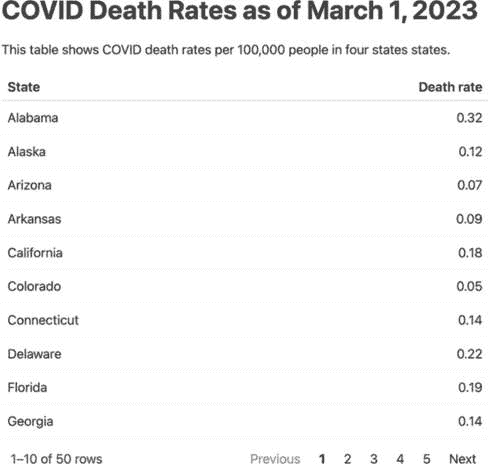 COVID Death Rates as of March 1, 2023
This table shows COVID death rates per 100,000 people in four states states.
State Death rate
Alabama 0.32
Alaska 0.12
Arizona 0.07
Arkansas 0.09
California 0.18
Colorado 0.05
Connecticut 0.14
Delaware 0.22
Florida 0.19
Georgia 0.14
1–10 of 50 rows Previous 1 2 3 4 5 Next